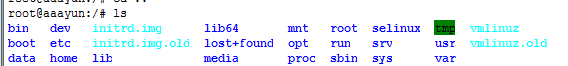 root@aaayun:/# ls
bin dev initrd.img lib64 mnt root selinux tmp vmlinuz
boot etc initrd.img.old lost+found opt run srv usr vmlinuz.old
data home lib media proc sbin sys var